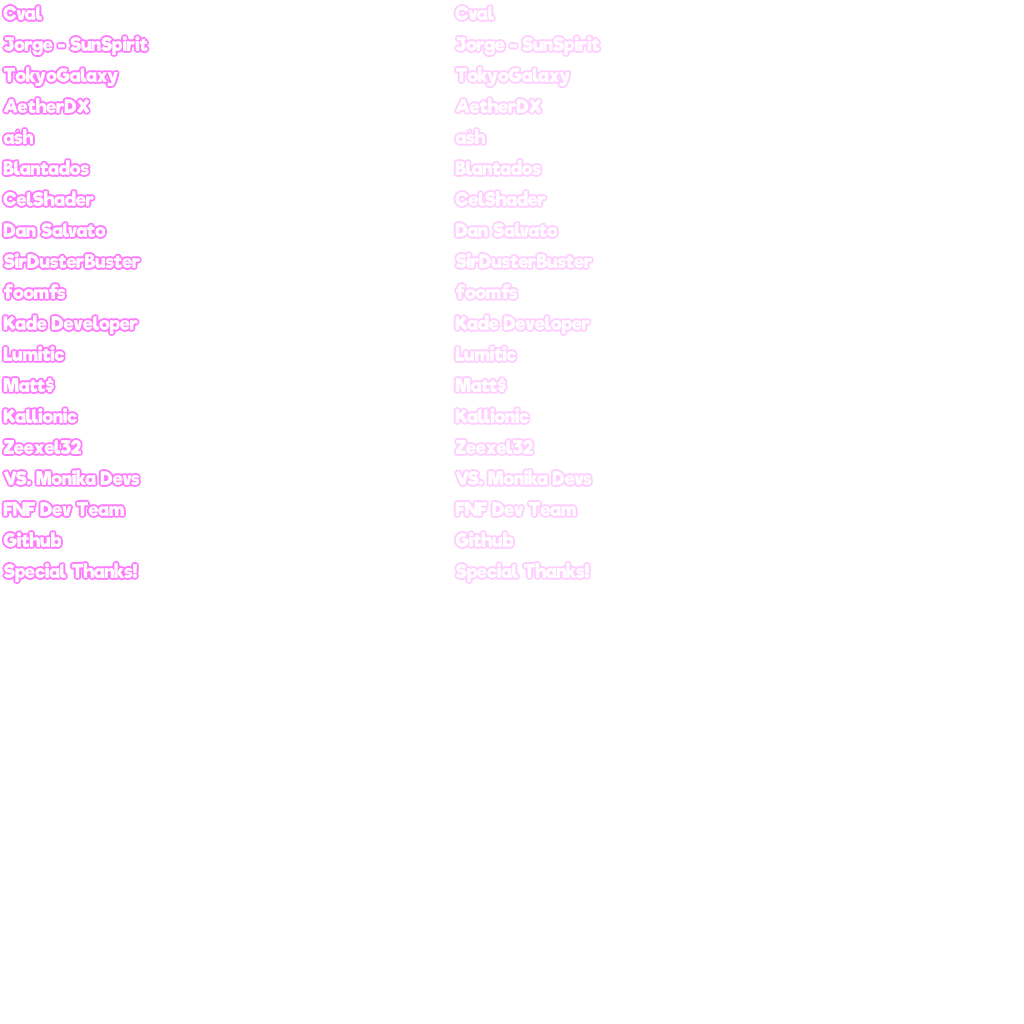 Cval
Jorge - SunSpirit
TokyoGalaxy
AetherDX
aśh
Blantados
CelShader
Dan Salvato
SirDusterBuster
foomfs
Kade Developer
Lumitic
Matt$
Kallionic
Zeexel32
VS. Monika Devs
FNF Dev Team
Github
Special Thanks!
Cval
Jorge - SunSpirit
TokyoGalaxy
AetherDX
aśh
Blantados
CelShader
Dan Salvato
SirDusterBuster
foomfs
Kade Developer
Lumitic
Matt$
Kallionic
Zeexel32
VS. Monika Devs
FNF Dev Team
Github
Special Thanks!